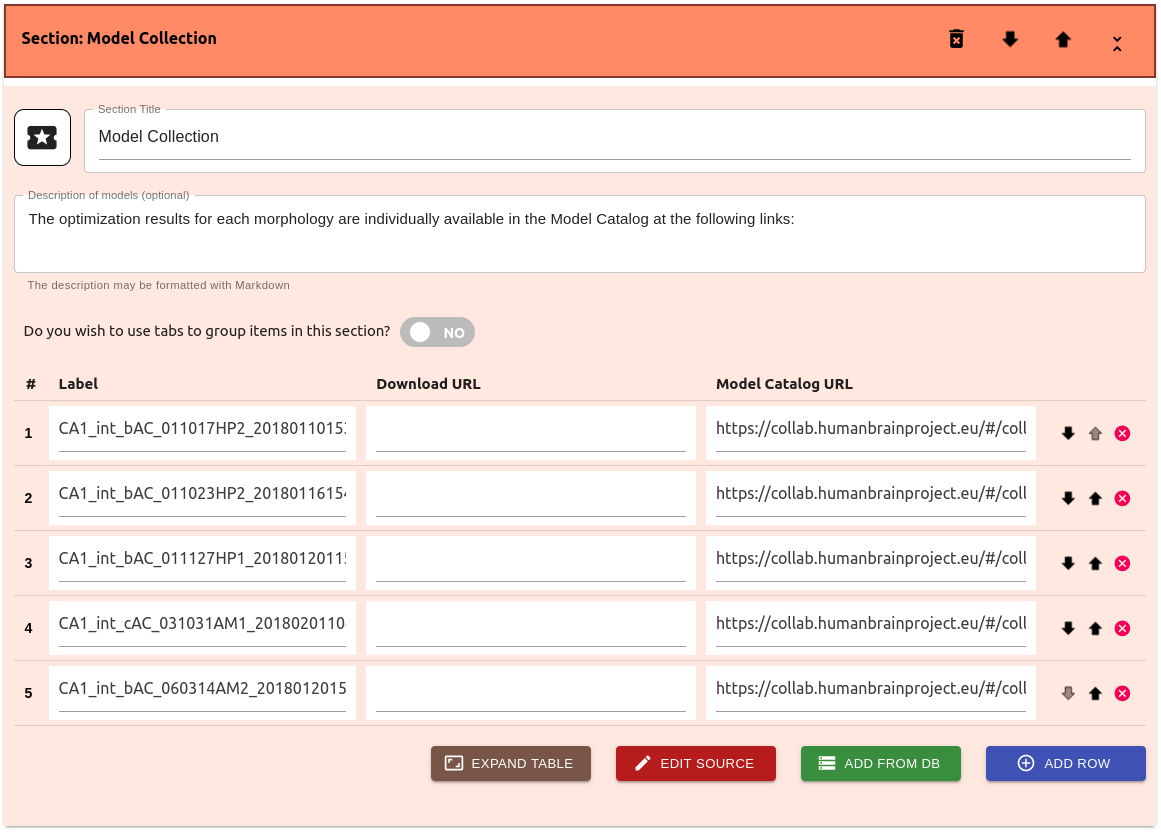 Section: Model Collection
Section Title
Model Collection
Description of models (optional)
The optimization results for each morphology are individually available in the Model Catalog at the following links:
The description may be formatted with Markdown
Do you wish to use tabs to group items in this section? NO
# Label Download URL Model Catalog URL
1 CA1_int_bAC_011017HP2_2018011015 https://collab.humanbrainproject.eu/#/coll
2 CA1_int_bAC_011023HP2_2018011615 https://collab.humanbrainproject.eu/#/coll
3 CA1_int_bAC_011127HP1_2018012011 https://collab.humanbrainproject.eu/#/coll
4 CA1_int_cAC_031031AM1_201802011 https://collab.humanbrainproject.eu/#/coll
5 CA1_int_bAC_060314AM2_2018012015 https://collab.humanbrainproject.eu/#/coll
EXPAND TABLE EDIT SOURCE ADD FROM DB ADD ROW